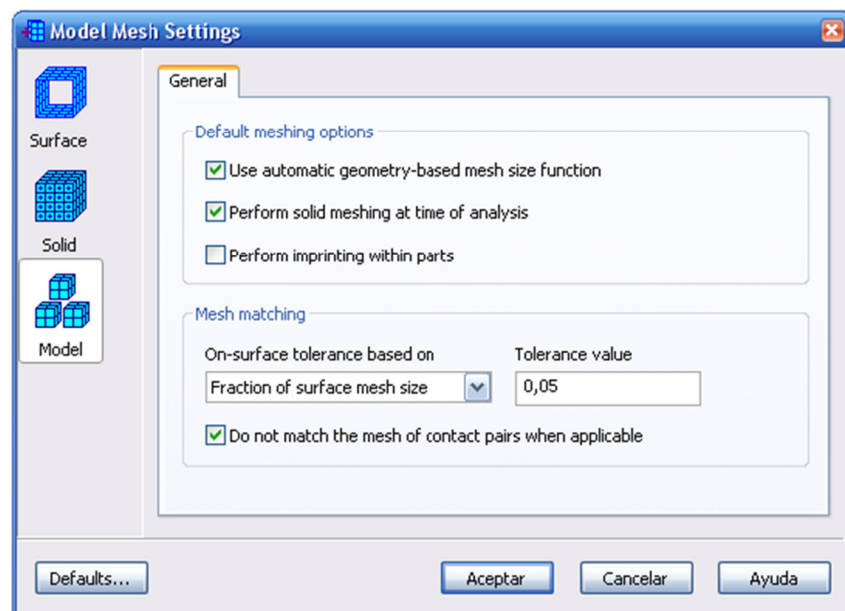 Model Mesh Settings
Surface
Solid
Model
General
Default meshing options
Use automatic geometry-based mesh size function
Perform solid meshing at time of analysis
Perform imprinting within parts
Mesh matching
On-surface tolerance based on
Tolerance value
Fraction of surface mesh size
0,05
Do not match the mesh of contact pairs when applicable
Defaults...
Aceptar
Cancelar
Ayuda